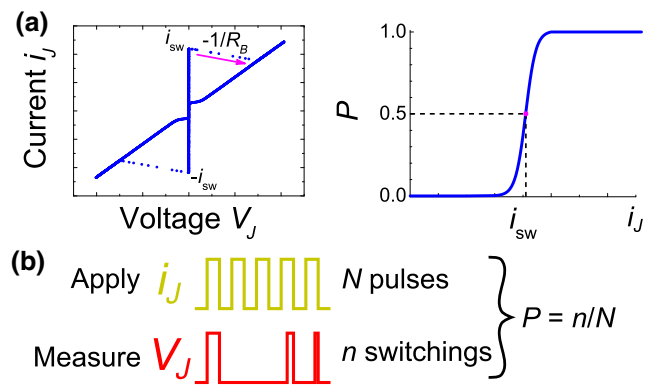 (a)
i_sw
-1/R_B
Current i_J
-i_sw
Voltage V_J
P
1.0
0.5
0.0
i_sw
i_J
(b)
Apply i_J N pulses
P = n/N
Measure V_J n switchings